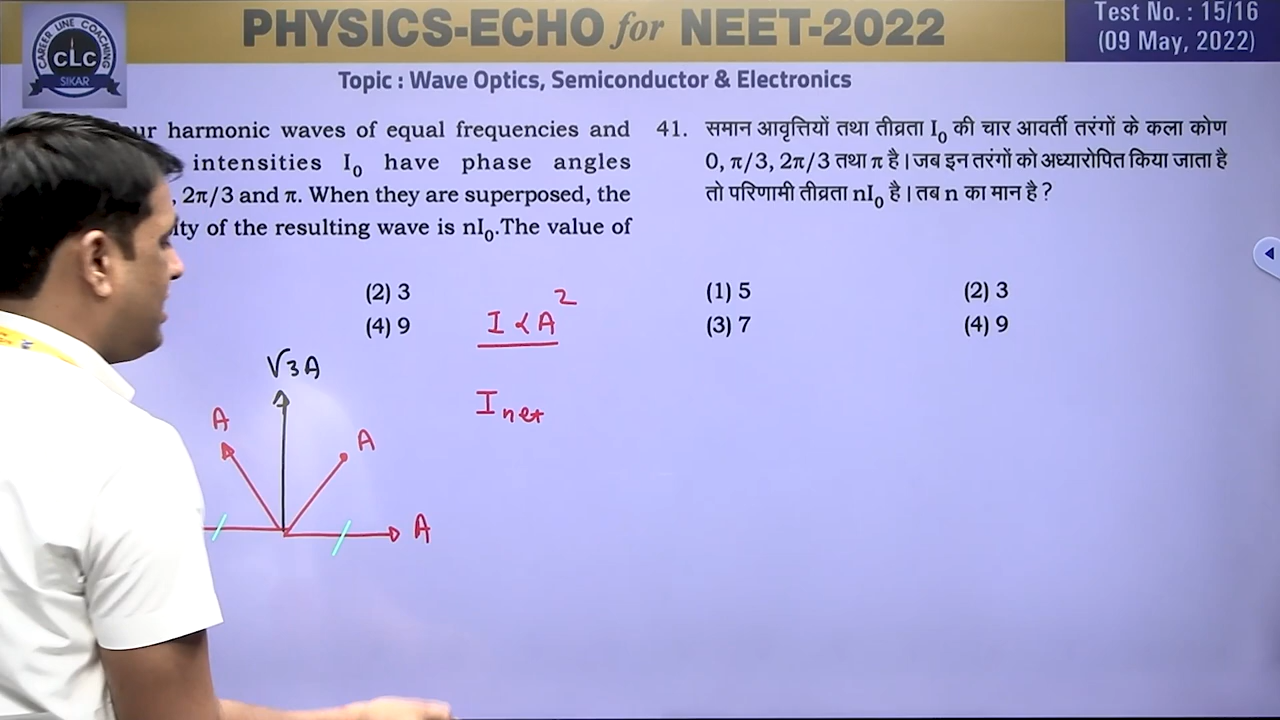 PHYSICS-ECHO for NEET-2022
Test No. : 15/16
(09 May, 2022)
CAREER LINE COACHING
CLC
SIKAR
Topic : Wave Optics, Semiconductor & Electronics
harmonic waves of equal frequencies and
intensities I₀ have phase angles
, 2π/3 and π. When they are superposed, the
of the resulting wave is nI₀.The value of
(2) 3
(4) 9
I ∝ A²
√3 A
A
A
A
I net
41. समान आवृत्तियों तथा तीव्रता I₀ की चार आवर्ती तरंगों के कला कोण
0, π/3, 2π/3 तथा π है। जब इन तरंगों को अध्यारोपित किया जाता है
तो परिणामी तीव्रता nI₀ है। तब n का मान है ?
(1) 5 (2) 3
(3) 7 (4) 9